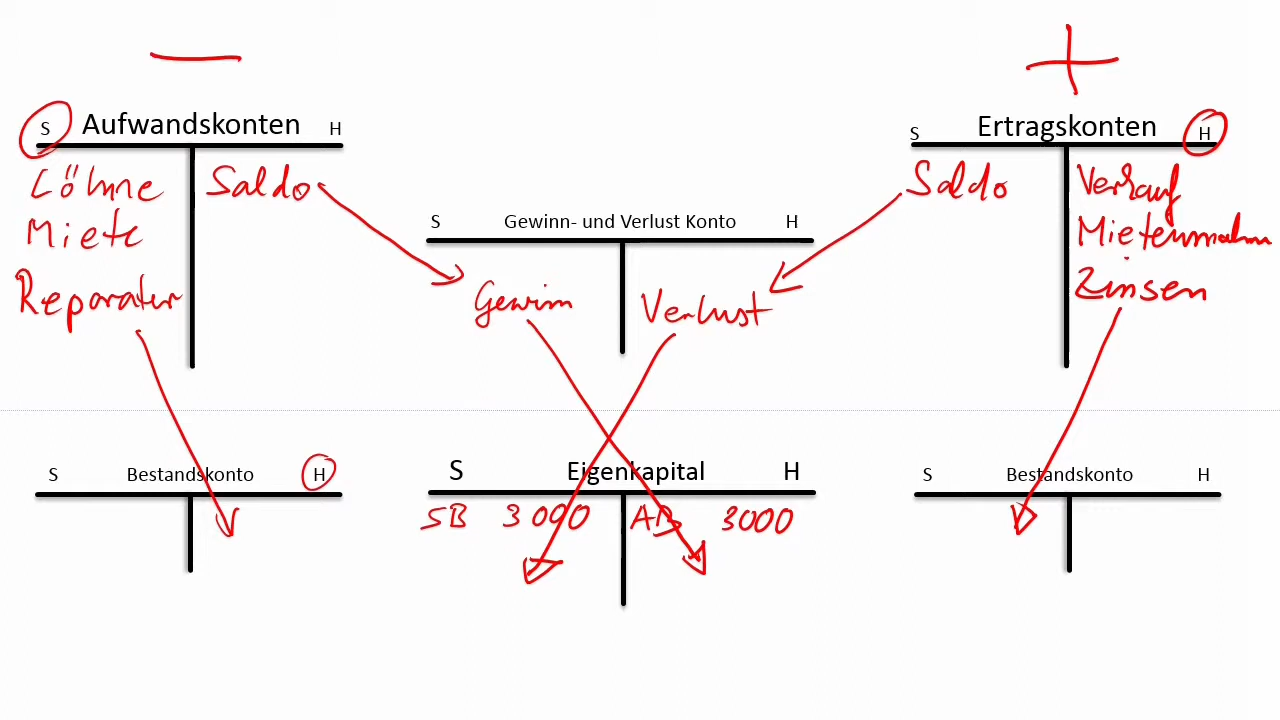 S Aufwandskonten H
Löhne Saldo
Miete
Reparatur
S Gewinn- und Verlust Konto H
Gewinn Verlust
S Ertragskonten H
Saldo Verkauf
Zinsen
S Bestandskonto H
S Eigenkapital H
SB 3000 AB 3000
S Bestandskonto H